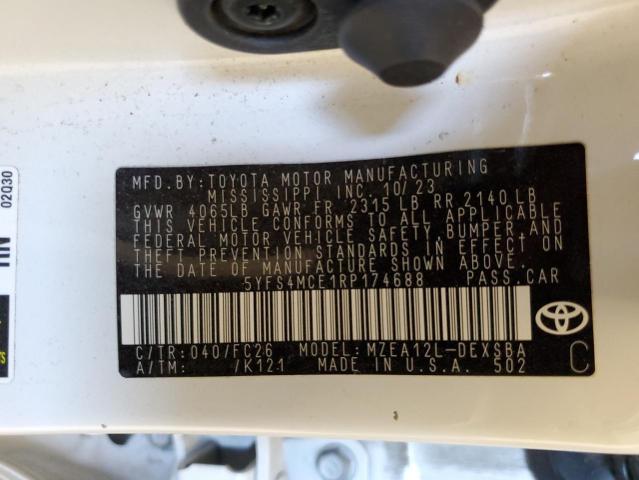 MFD.BY:TOYOTA MOTOR MANUFACTURING
MISSISSIPPI INC. 10/23
GVWR 4065LB GAWR FR 2315 LB RR 2140 LB
THIS VEHICLE CONFORMS TO ALL APPLICABLE
FEDERAL MOTOR VEHICLE SAFETY, BUMPER AND
THEFT PREVENTION STANDARDS IN EFFECT ON
THE DATE OF MANUFACTURE SHOWN ABOVE.
5YFS4MCE1RP174688 PASS.CAR
C/TR: 040/FC26 MODEL: MZEA12L-DEXSBA
A/TM: /K121 MADE IN U.S.A. 502
C
02030